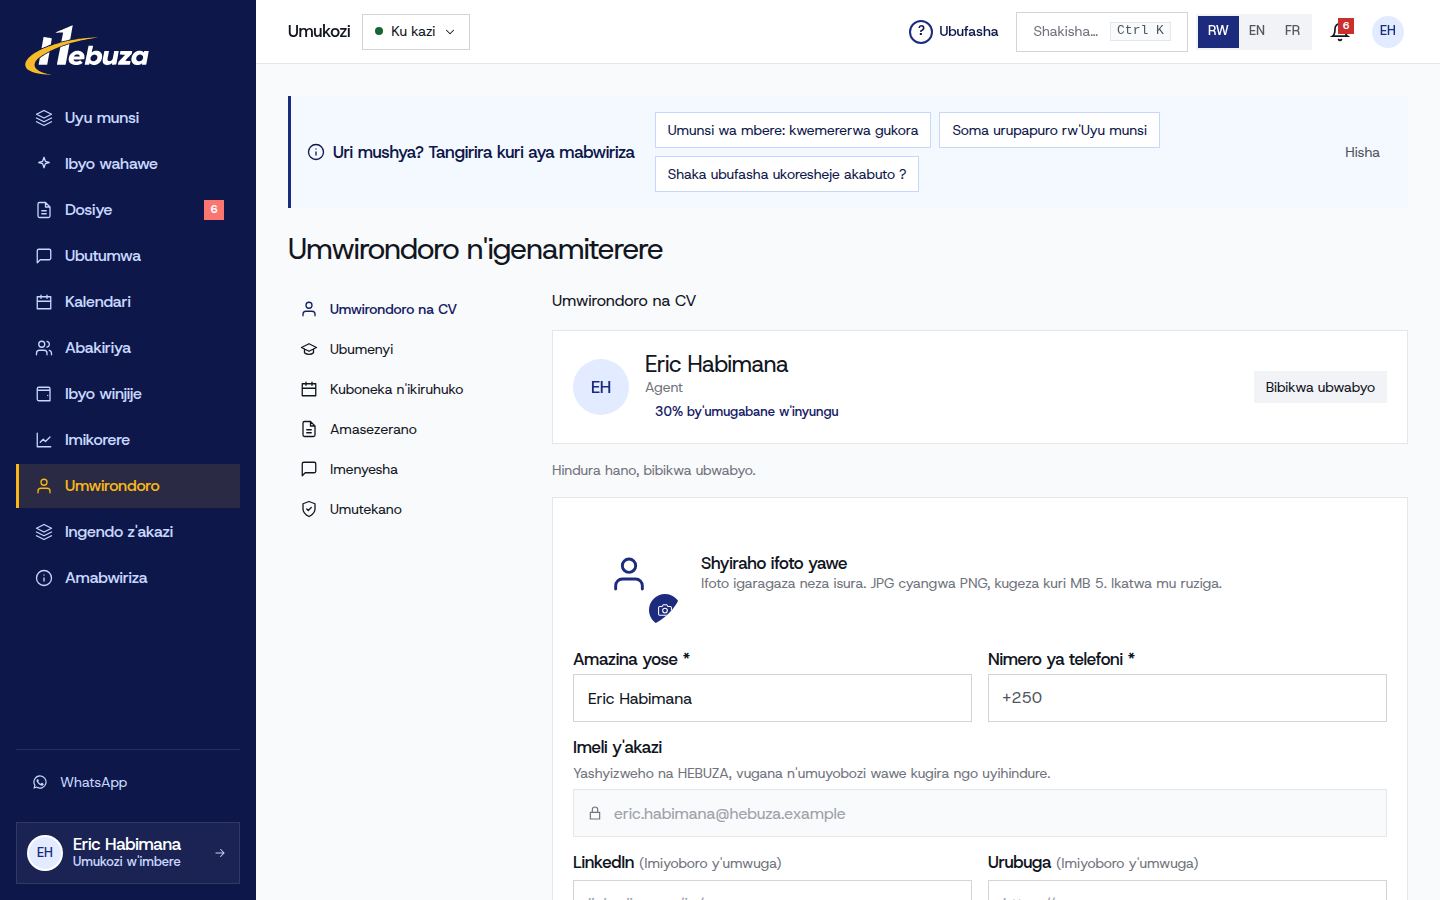 Hebuza
Uyu munsi
Ibyo wahawe
Dosiye 6
Ubutumwa
Kalendari
Abakiriya
Ibyo winjije
Imikorere
Umwirondoro
Ingendo z'akazi
Amabwiriza
WhatsApp
EH Eric Habimana
Umukozi w'imbere
Umukozi Ku kazi
? Ubufasha Shakisha... Ctrl K RW EN FR 6 EH
Uri mushya? Tangirira kuri aya mabwiriza
Umunsi wa mbere: kwemererwa gukora Soma urupapuro rw'Uyu munsi
Shaka ubufasha ukoresheje akabuto ?
Hisha
Umwirondoro n'igenamiterere
Umwirondoro na CV
Ubumenyi
Kuboneka n'ikiruhuko
Amasezerano
Imenyesha
Umutekano
Umwirondoro na CV
EH Eric Habimana
Agent
30% by'umugabane w'inyungu
Bibikwa ubwabyo
Hindura hano, bibikwa ubwabyo.
Shyiraho ifoto yawe
Ifoto igaragaza neza isura. JPG cyangwa PNG, kugeza kuri MB 5. Ikatwa mu ruziga.
Amazina yose * Nimero ya telefoni *
Eric Habimana +250
Imeli y'akazi
Yashyizweho na HEBUZA, vugana n'umuyobozi wawe kugira ngo uyihindure.
eric.habimana@hebuza.example
LinkedIn (Imiyoboro y'umwuga) Urubuga (Imiyoboro y'umwuga)